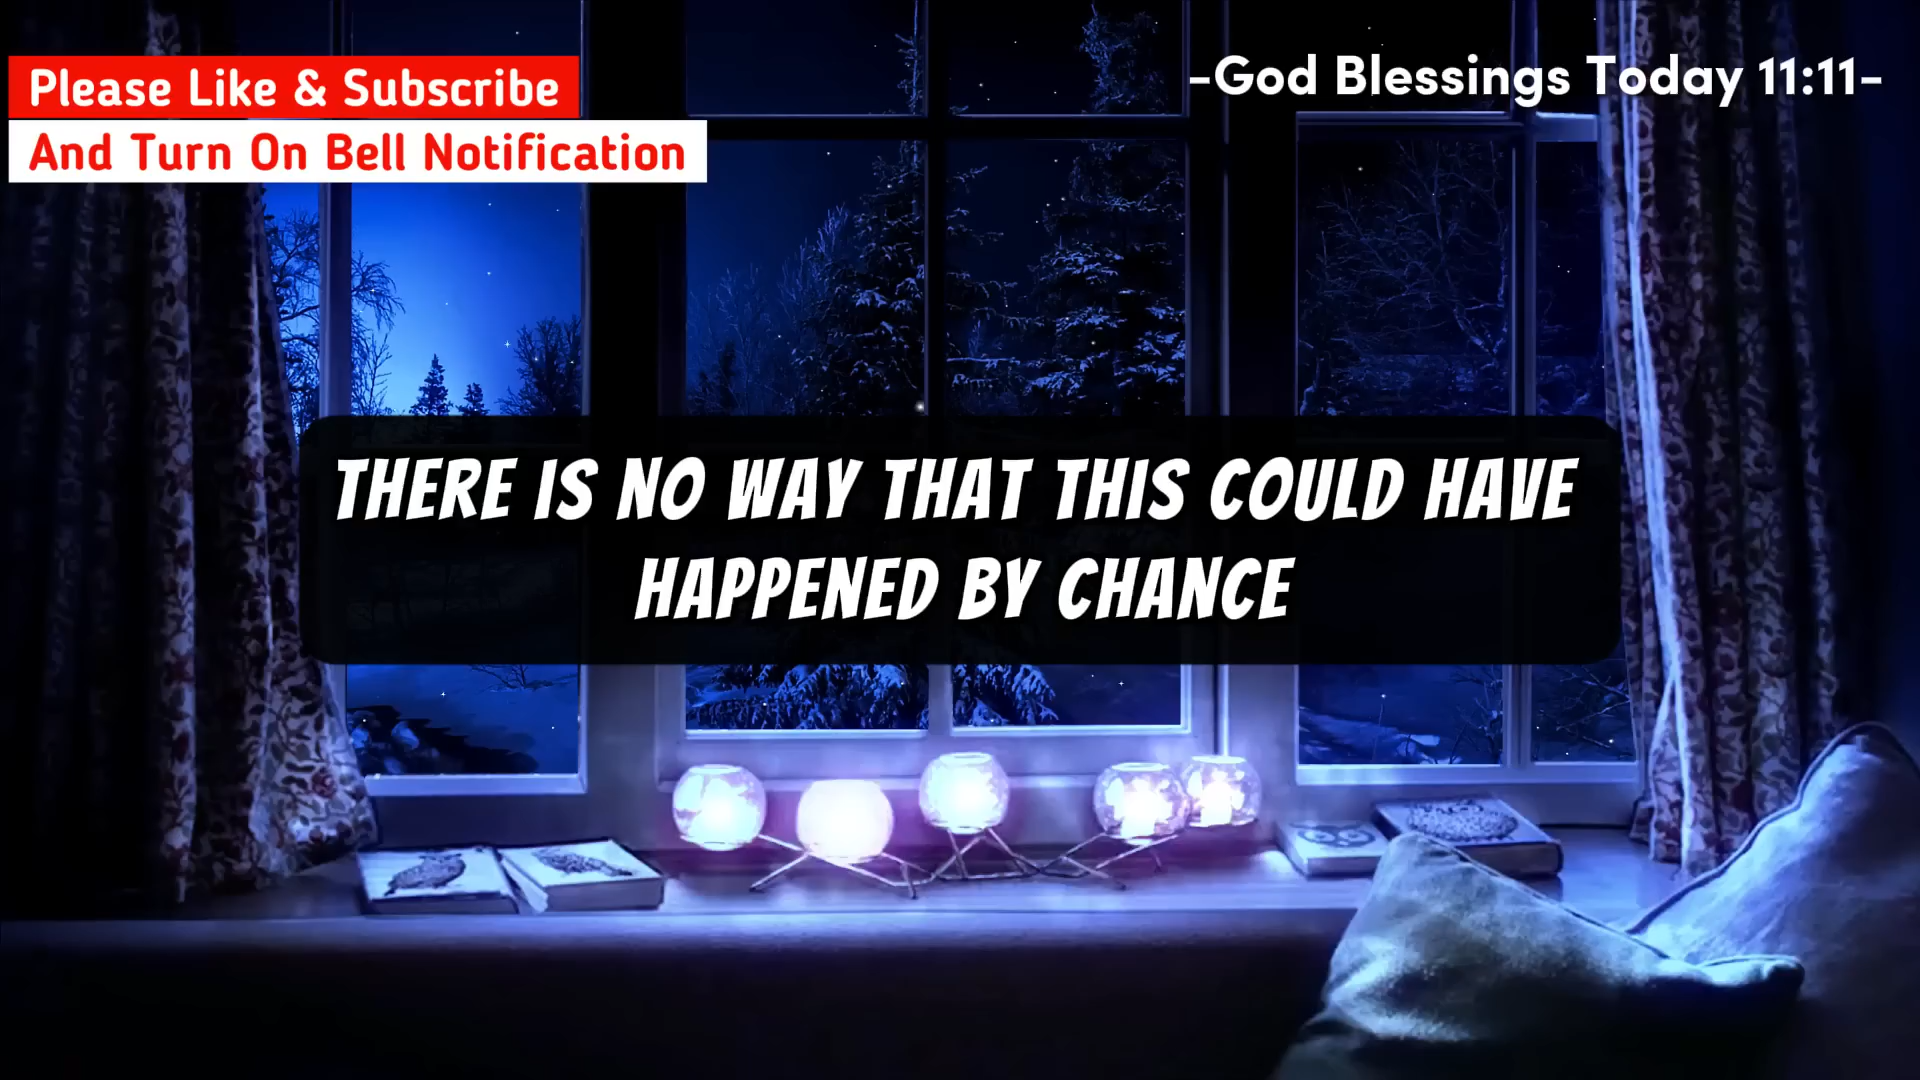 Please Like & Subscribe
And Turn On Bell Notification
-God Blessings Today 11:11-
THERE IS NO WAY THAT THIS COULD HAVE
HAPPENED BY CHANCE